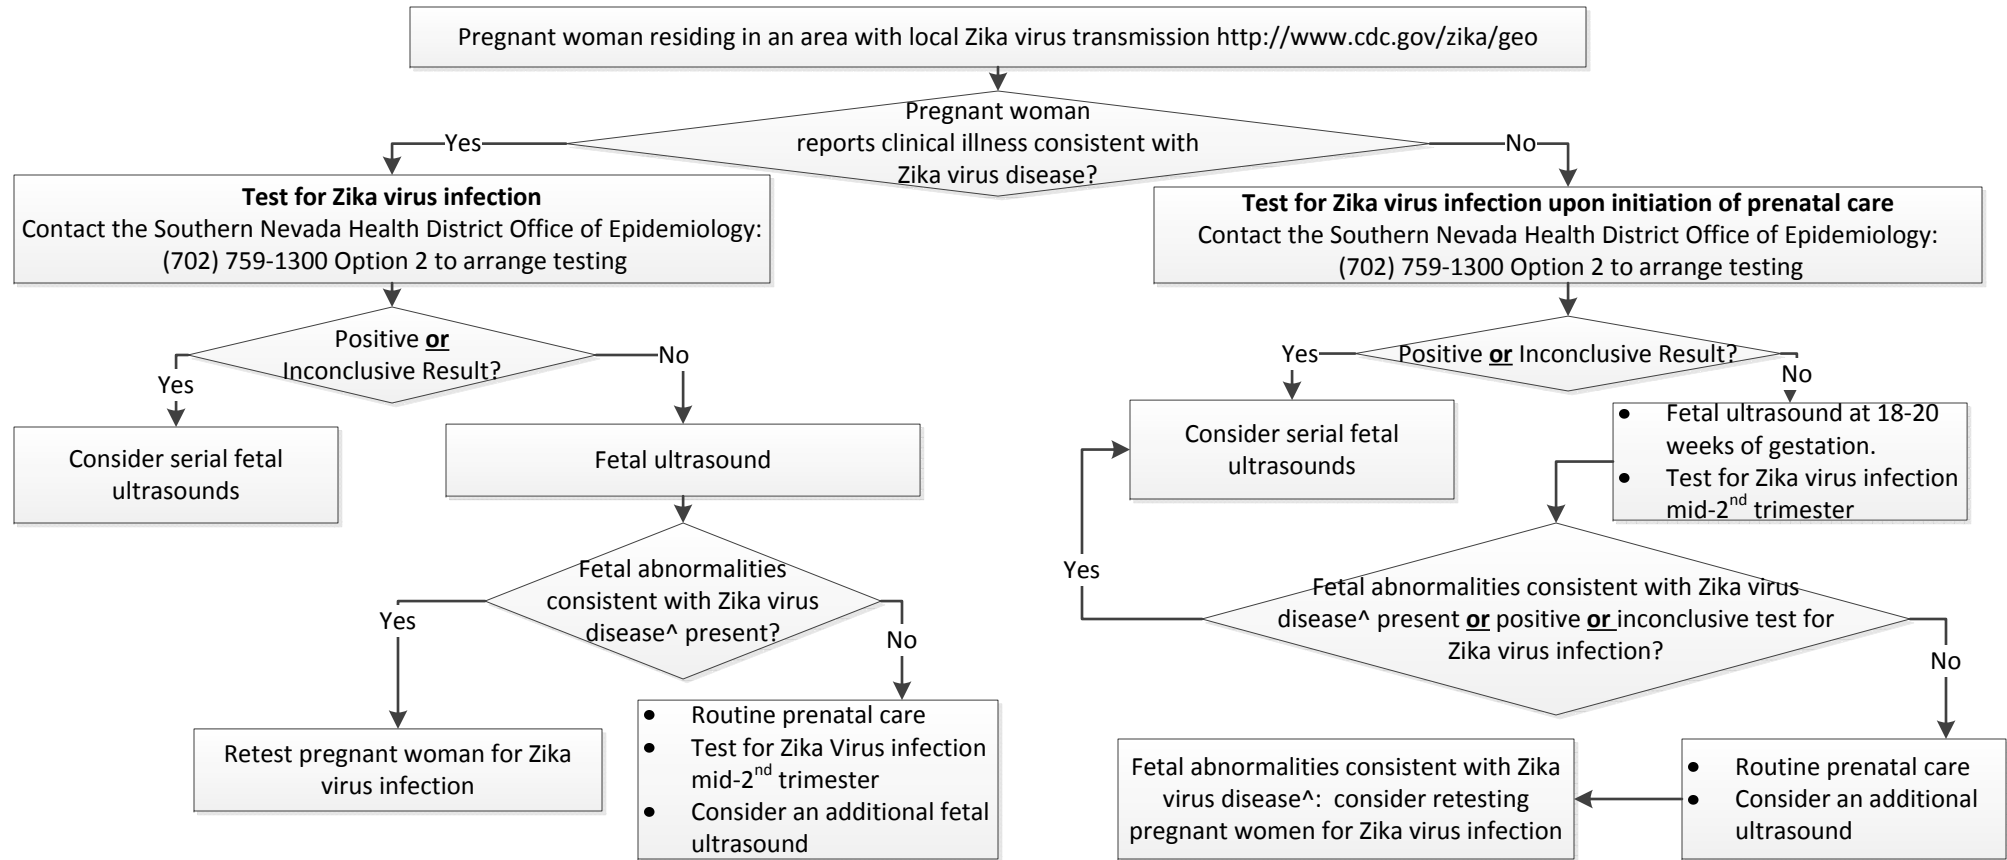 Pregnant woman residing in an area with local Zika virus transmission http://www.cdc.gov/zika/geo
Pregnant woman
reports clinical illness consistent with
Zika virus disease?
Yes
No
Test for Zika virus infection
Contact the Southern Nevada Health District Office of Epidemiology:
(702) 759-1300 Option 2 to arrange testing
Test for Zika virus infection upon initiation of prenatal care
Contact the Southern Nevada Health District Office of Epidemiology:
(702) 759-1300 Option 2 to arrange testing
Positive or
Inconclusive Result?
Yes
No
Consider serial fetal
ultrasounds
Fetal ultrasound
Fetal abnormalities
consistent with Zika virus
disease^ present?
Yes
No
Retest pregnant woman for Zika
virus infection
• Routine prenatal care
• Test for Zika Virus infection
mid-2nd trimester
• Consider an additional fetal
ultrasound
Positive or Inconclusive Result?
Yes
No
Consider serial fetal
ultrasounds
• Fetal ultrasound at 18-20
weeks of gestation.
• Test for Zika virus infection
mid-2nd trimester
Fetal abnormalities consistent with Zika virus
disease^ present or positive or inconclusive test for
Zika virus infection?
Yes
No
• Routine prenatal care
• Consider an additional
ultrasound
Fetal abnormalities consistent with Zika
virus disease^: consider retesting
pregnant women for Zika virus infection